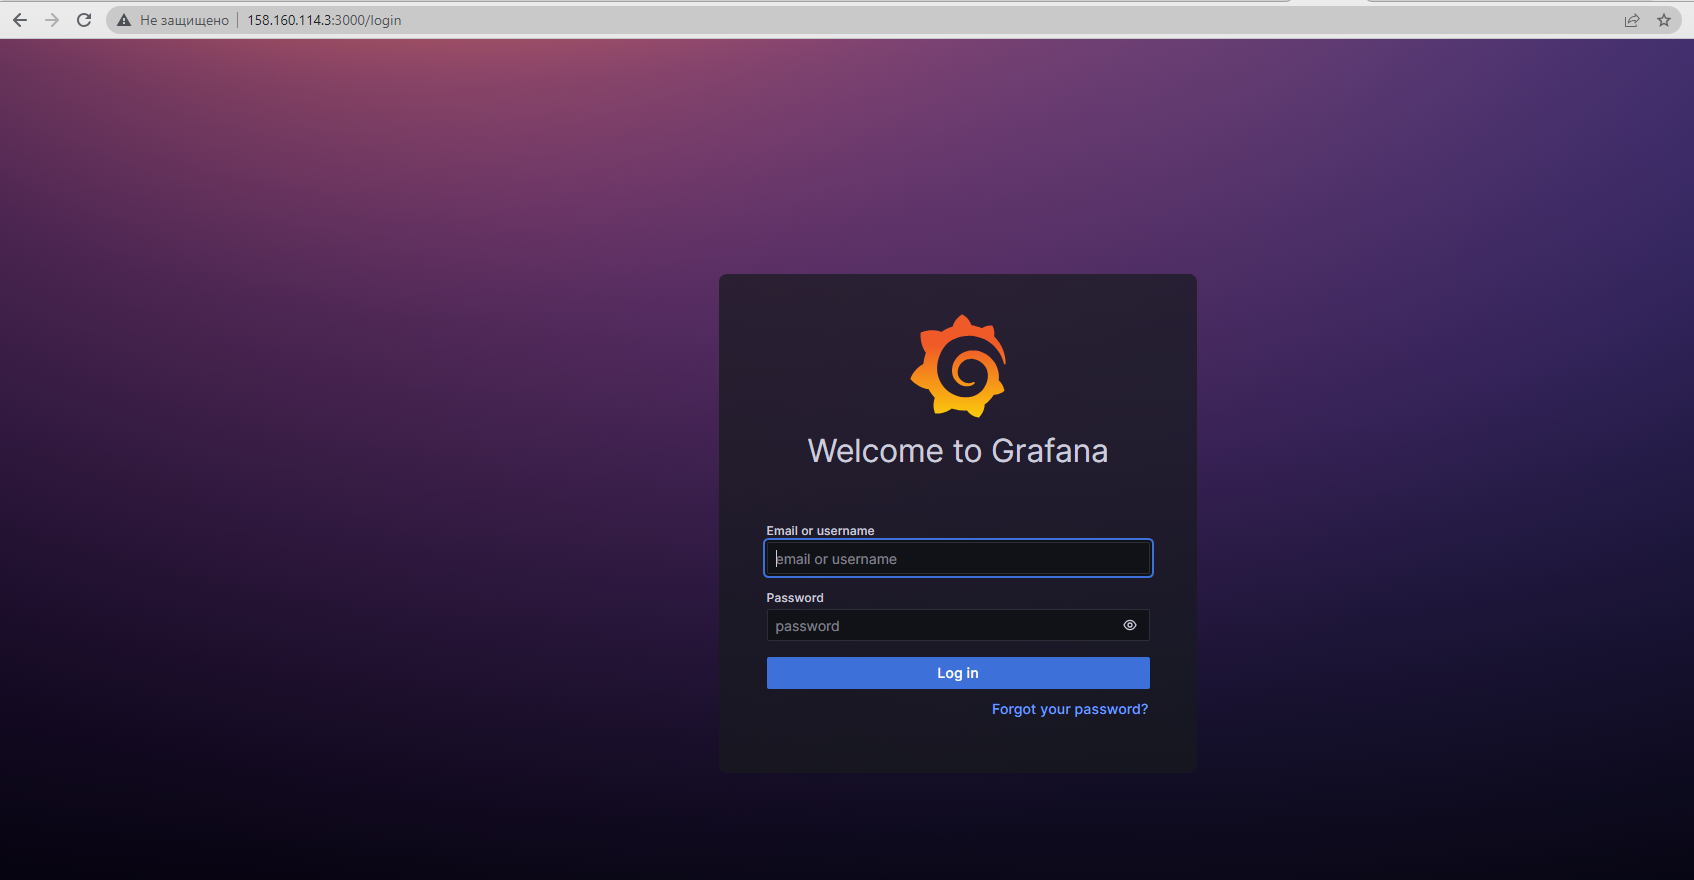 Не защищено 158.160.114.3:3000/login
Welcome to Grafana
Email or username
email or username
Password
password
Log in
Forgot your password?